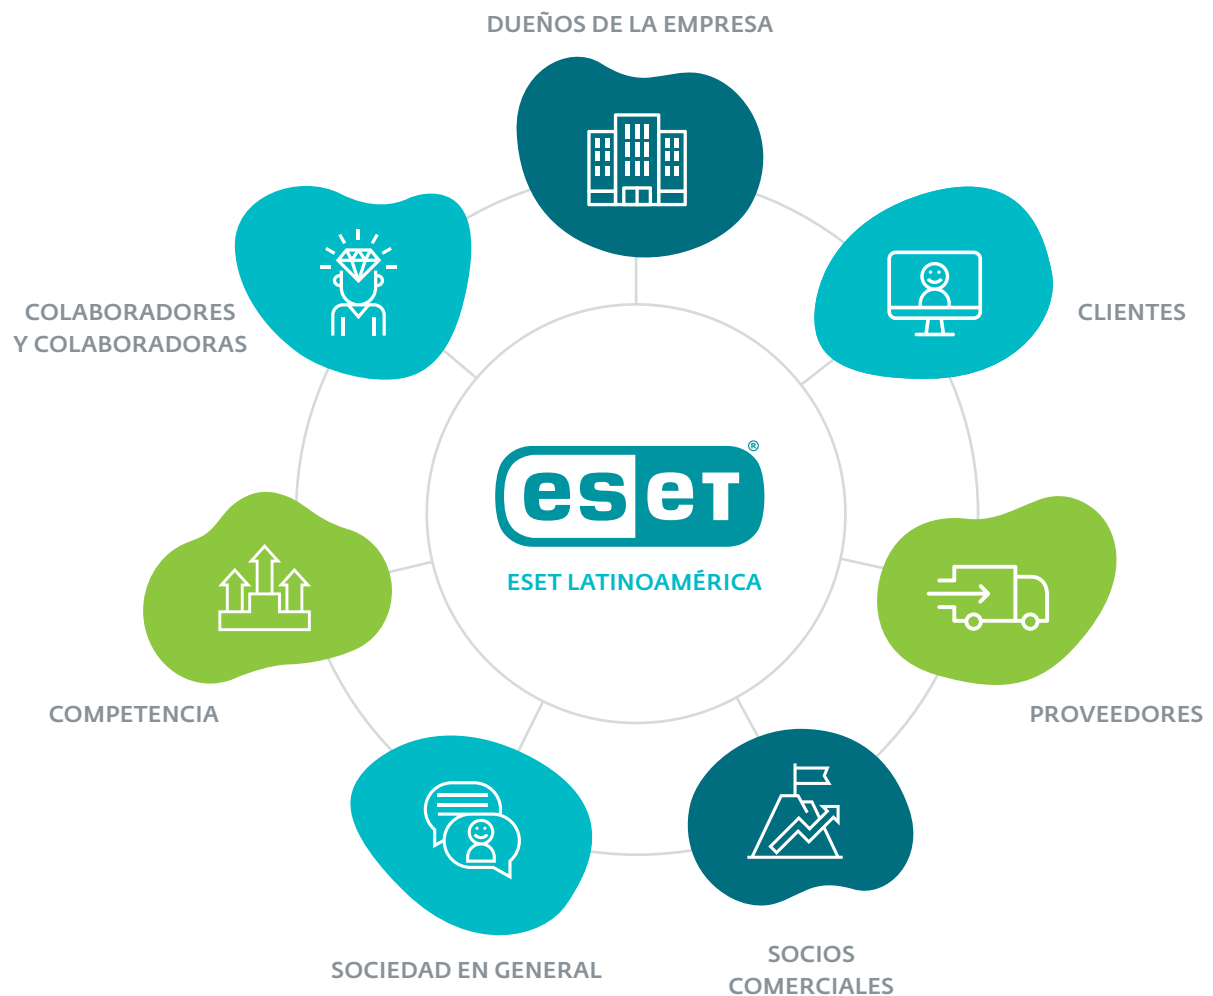 DUEÑOS DE LA EMPRESA
CLIENTES
COLABORADORES
Y COLABORADORAS
eset®
ESET LATINOAMÉRICA
COMPETENCIA
PROVEEDORES
SOCIEDAD EN GENERAL
SOCIOS
COMERCIALES